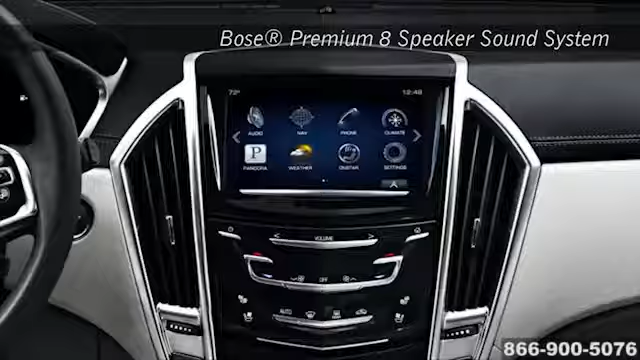 Bose® Premium 8 Speaker Sound System
72°
12:48
AUDIO
NAV
PHONE
CLIMATE
P
PANDORA
WEATHER
ONSTAR
SETTINGS
VOLUME
OFF
866-900-5076